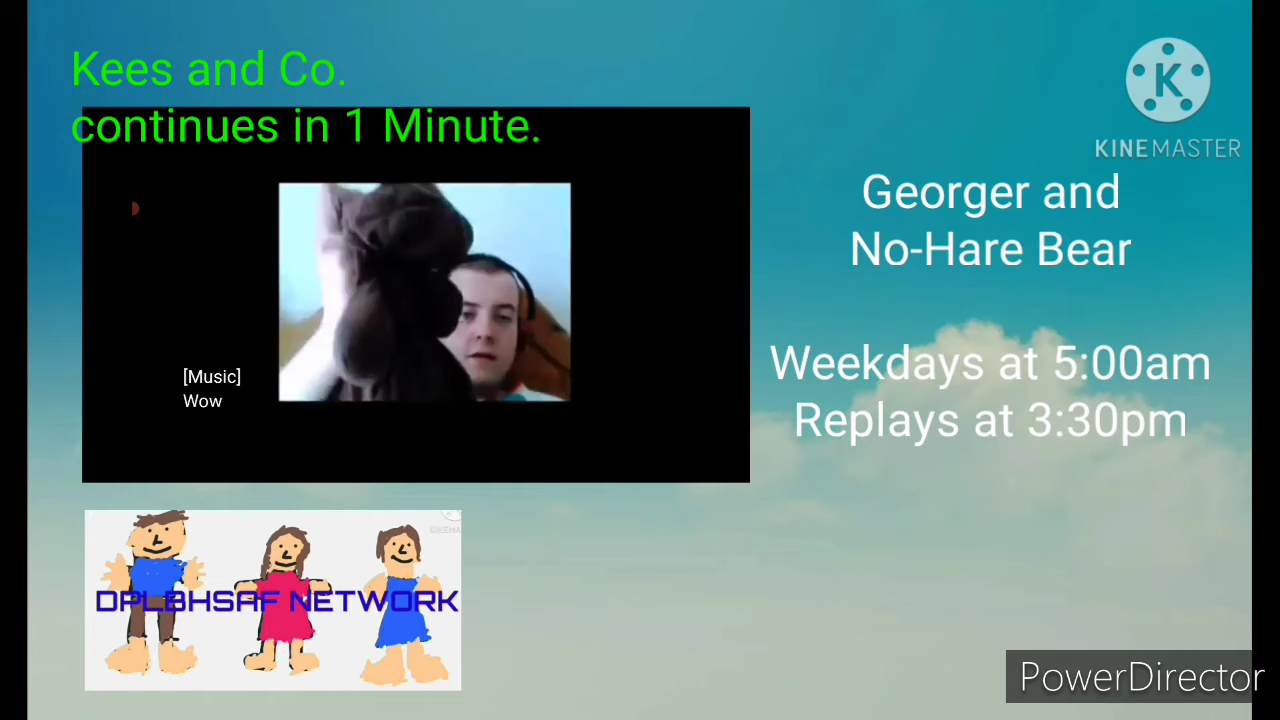 Kees and Co.
continues in 1 Minute.
KINEMASTER
Georger and
No-Hare Bear
Weekdays at 5:00am
Replays at 3:30pm
[Music]
Wow
DPLBHSAF NETWORK
PowerDirector